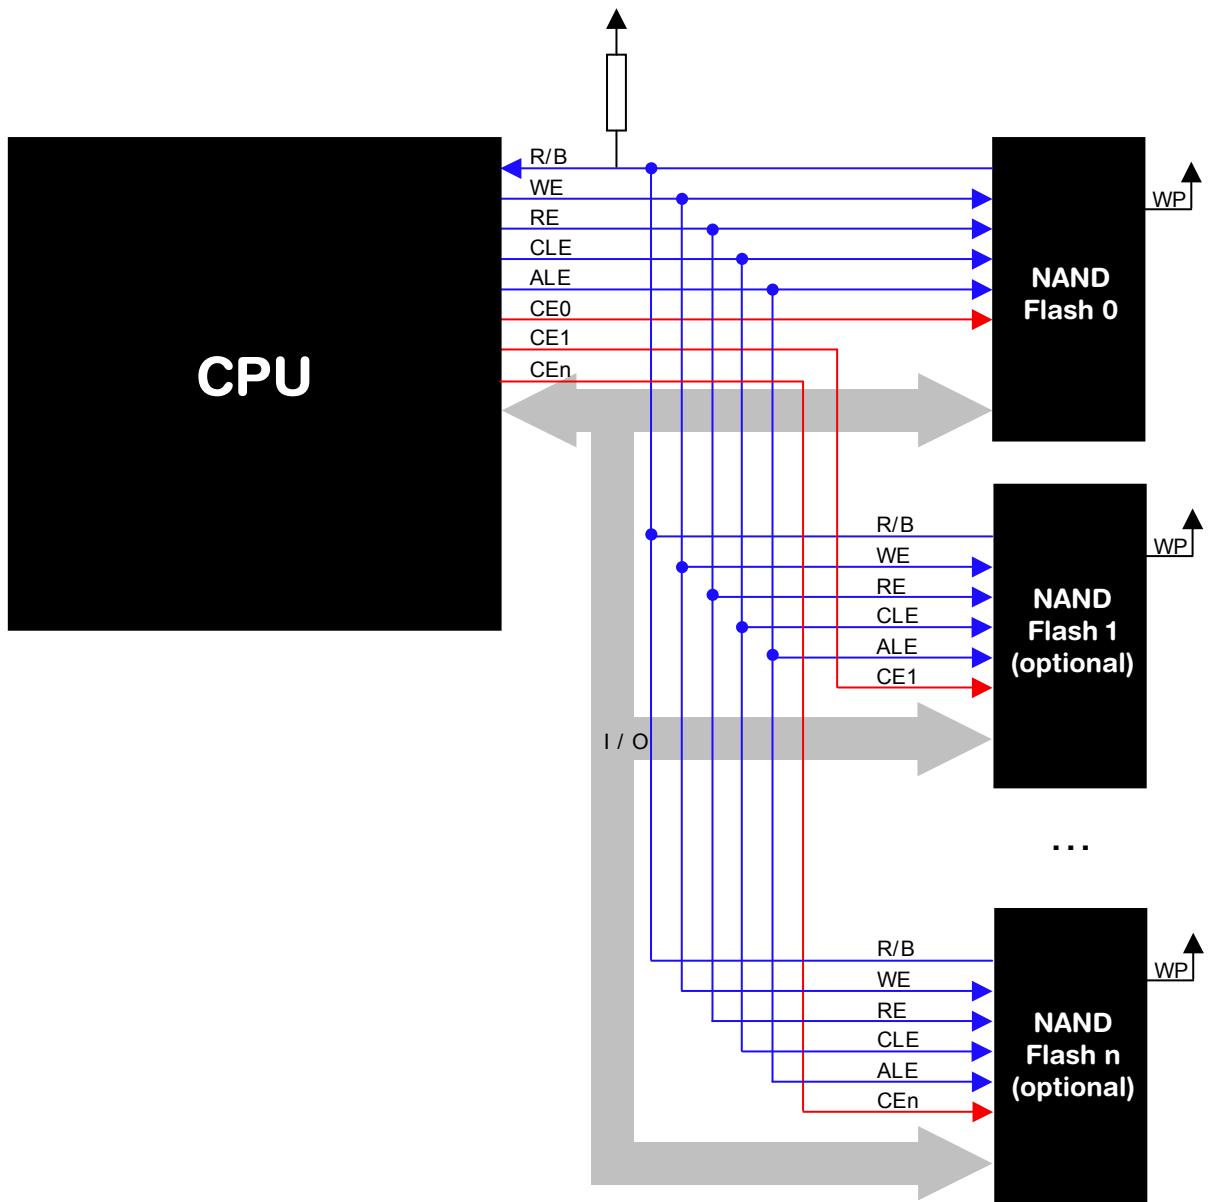 R/B
WE
RE
CLE
ALE
CE0
CE1
CEn
CPU
NAND
Flash 0
WP
R/B
WE
RE
CLE
ALE
CE1
NAND
Flash 1
(optional)
WP
I / O
...
R/B
WE
RE
CLE
ALE
CEn
NAND
Flash n
(optional)
WP